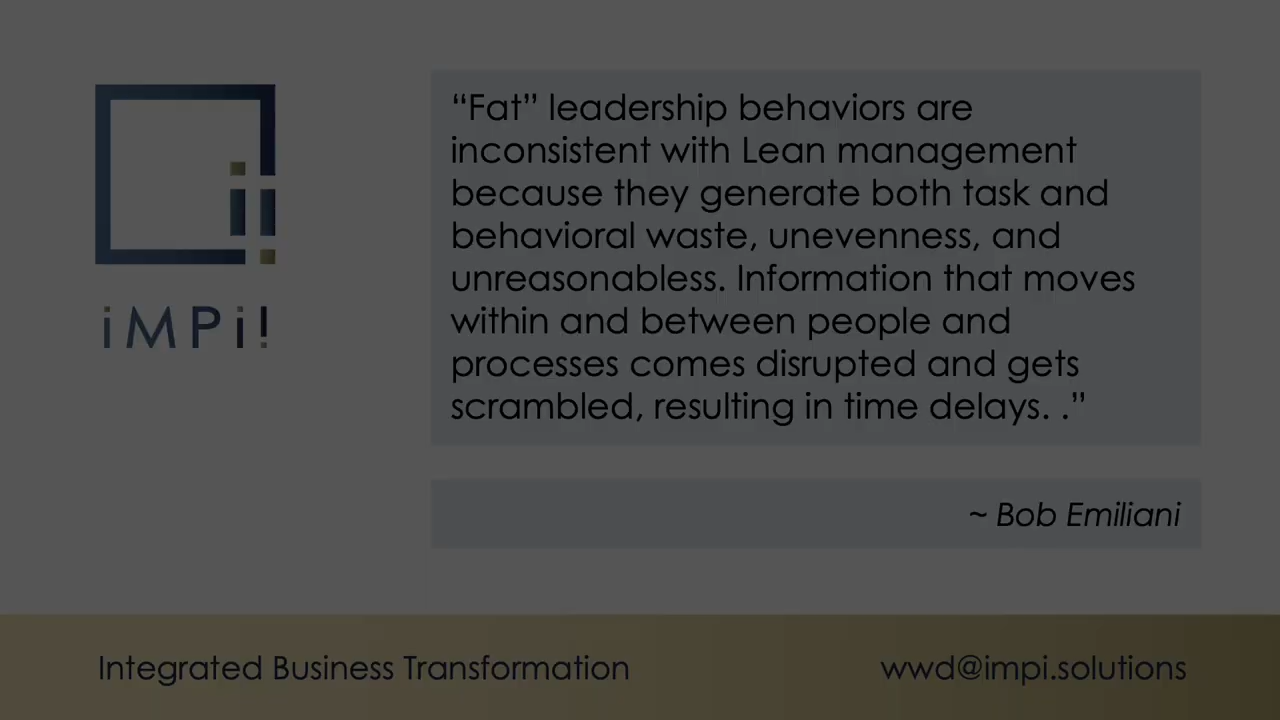 iMPi!
“Fat” leadership behaviors are
inconsistent with Lean management
because they generate both task and
behavioral waste, unevenness, and
unreasonabless. Information that moves
within and between people and
processes comes disrupted and gets
scrambled, resulting in time delays. .”
~ Bob Emiliani
Integrated Business Transformation
wwd@impi.solutions